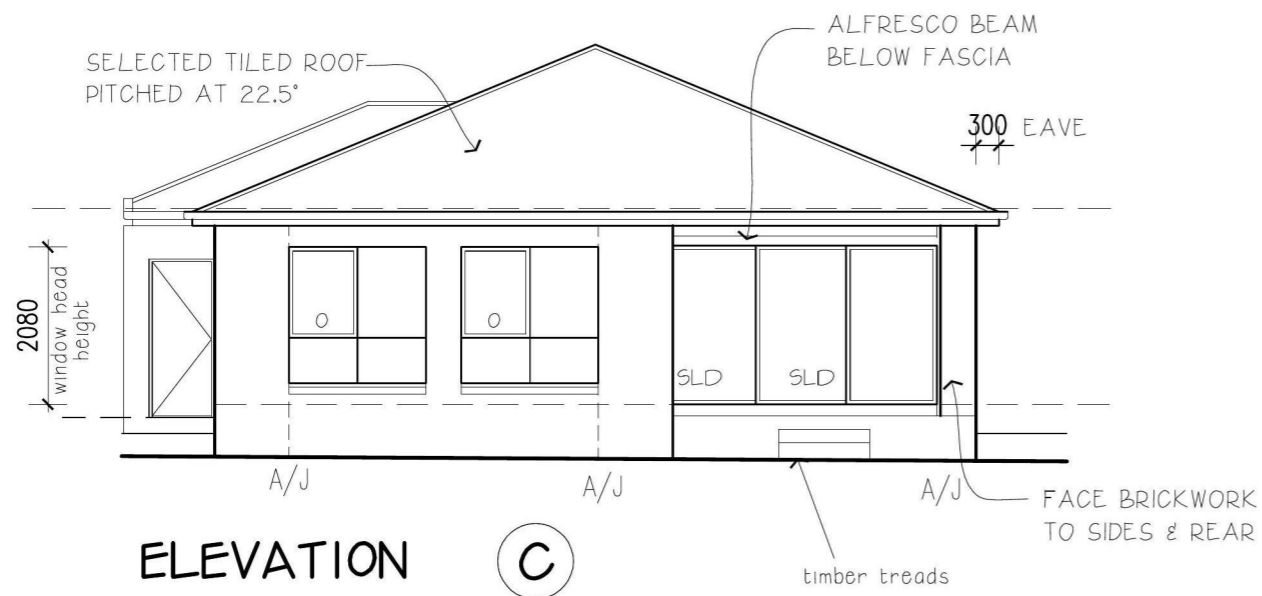 ALFRESCO BEAM
BELOW FASCIA
SELECTED TILED ROOF
PITCHED AT 22.5°
300 EAVE
2080
window head
height
O
O
SLD
SLD
A/J
A/J
A/J
FACE BRICKWORK
TO SIDES & REAR
ELEVATION
C
timber treads